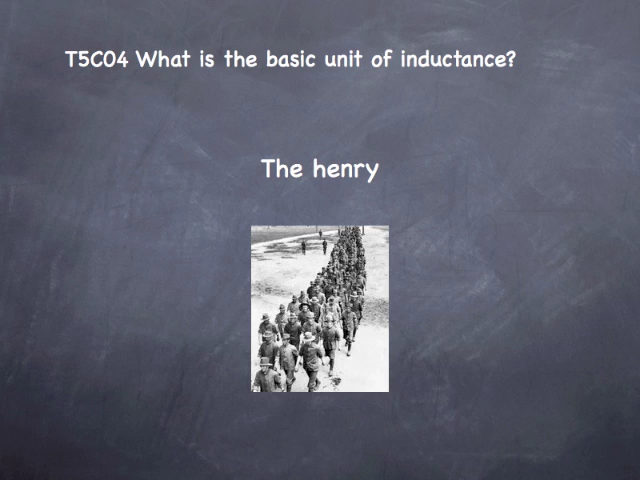 T5C04 What is the basic unit of inductance?
The henry